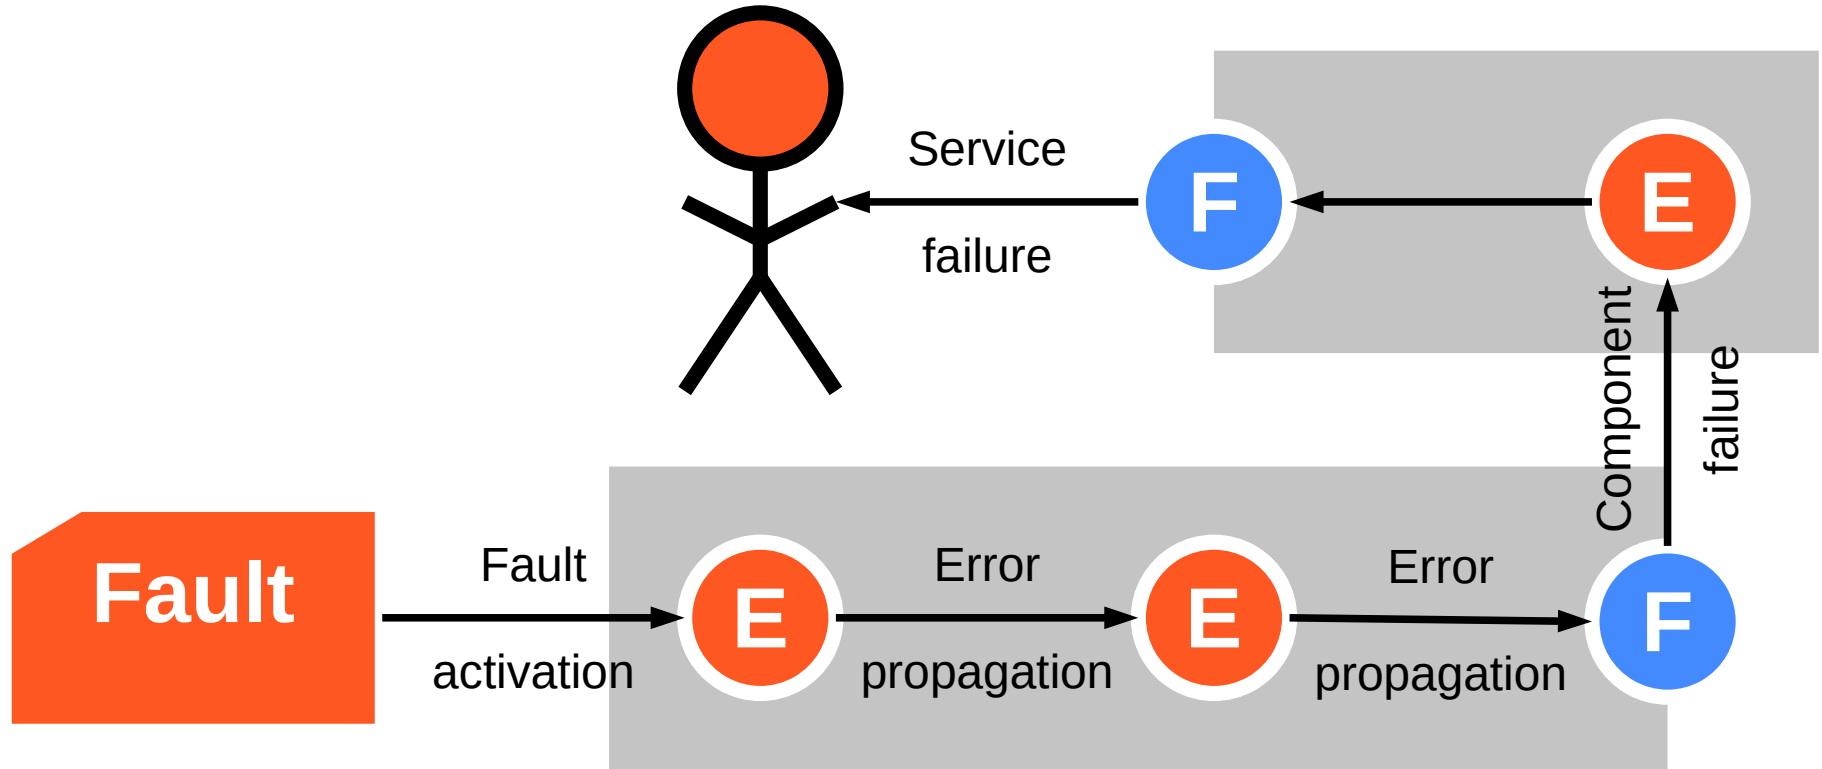 Service
failure
F
E
Component
failure
Fault
Fault
activation
E
Error
propagation
E
Error
propagation
F